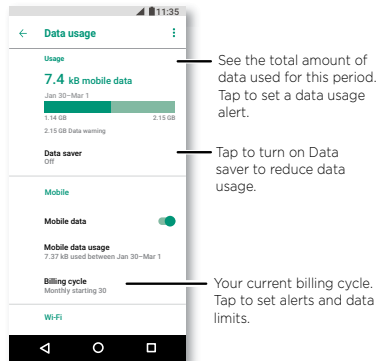 11:35
Data usage
Usage
7.4 kB mobile data
Jan 30–Mar 1
1.14 GB 2.15 GB
2.15 GB Data warning
Data saver
Off
Mobile
Mobile data
Mobile data usage
7.37 kB used between Jan 30–Mar 1
Billing cycle
Monthly starting 30
Wi-Fi
See the total amount of
data used for this period.
Tap to set a data usage
alert.
Tap to turn on Data
saver to reduce data
usage.
Your current billing cycle.
Tap to set alerts and data
limits.